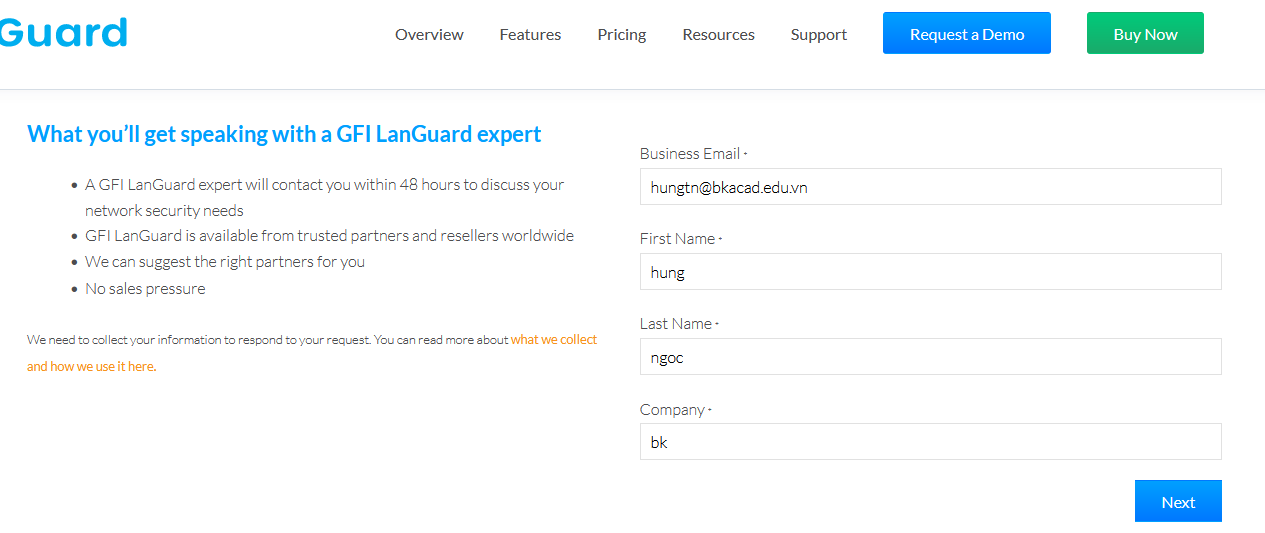 Guard
Overview Features Pricing Resources Support Request a Demo Buy Now
What you'll get speaking with a GFI LanGuard expert
• A GFI LanGuard expert will contact you within 48 hours to discuss your
network security needs
• GFI LanGuard is available from trusted partners and resellers worldwide
• We can suggest the right partners for you
• No sales pressure
We need to collect your information to respond to your request. You can read more about what we collect
and how we use it here.
Business Email *
hungtn@bkacad.edu.vn
First Name *
hung
Last Name *
ngoc
Company *
bk
Next